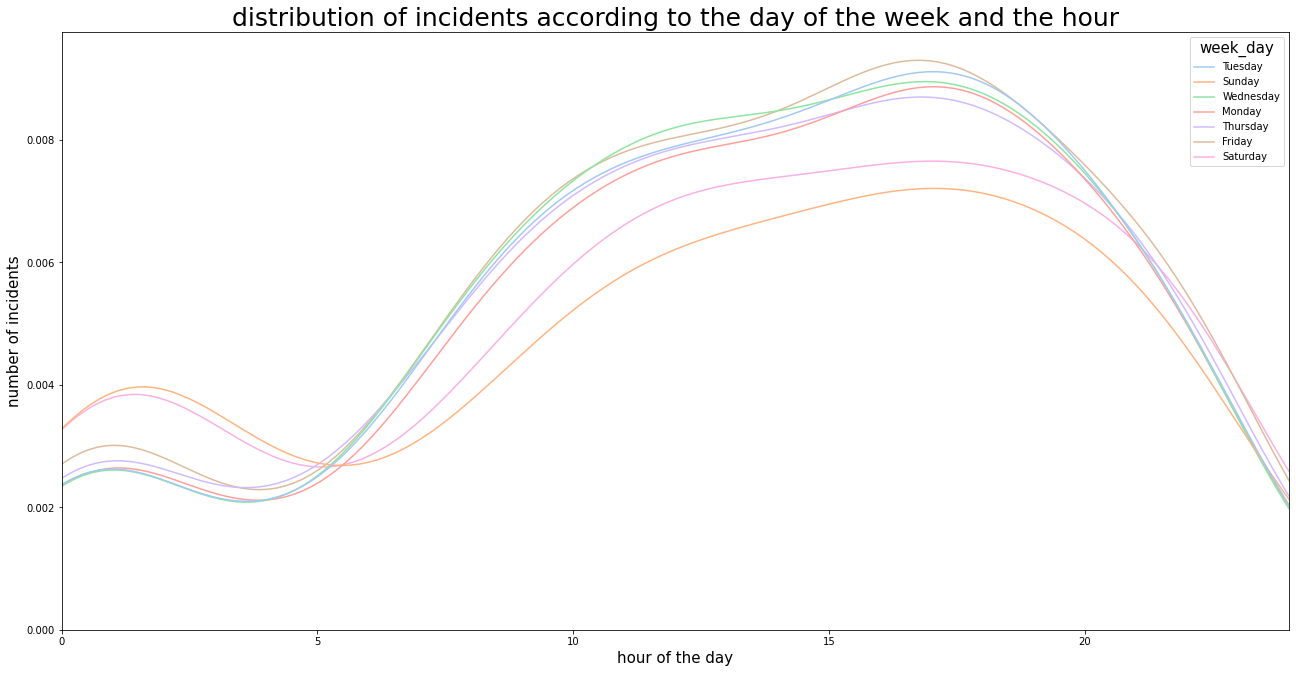 distribution of incidents according to the day of the week and the hour
week_day
Tuesday
Sunday
Wednesday
Monday
Thursday
Friday
Saturday
number of incidents
0.008
0.006
0.004
0.002
0.000
0 5 10 15 20
hour of the day